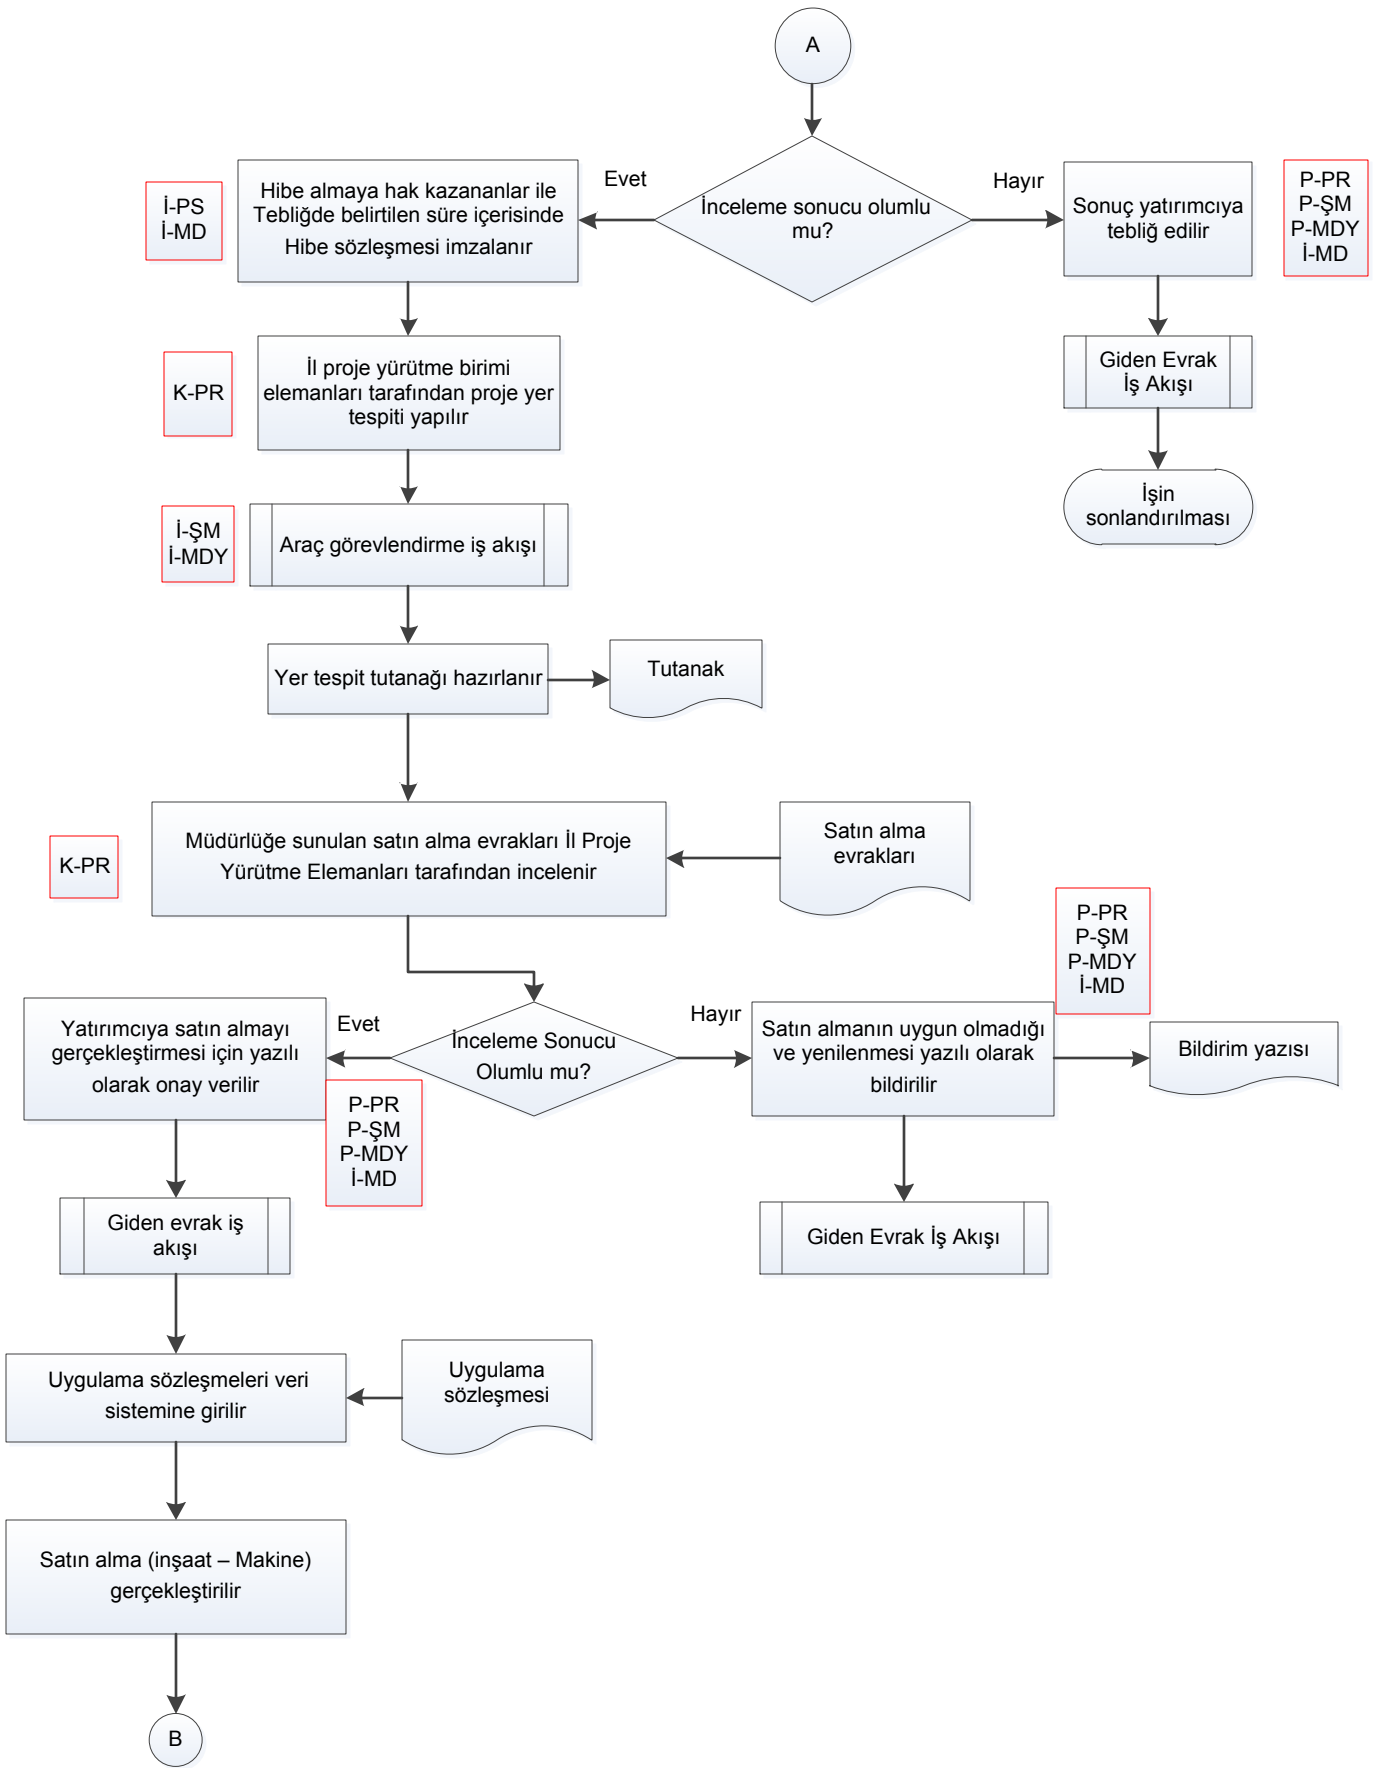 A
İnceleme sonucu olumlu
mu?
Evet
Hayır
İ-PS
İ-MD
Hibe almaya hak kazananlar ile
Tebliğde belirtilen süre içerisinde
Hibe sözleşmesi imzalanır
Sonuç yatırımcıya
tebliğ edilir
P-PR
P-ŞM
P-MDY
İ-MD
Giden Evrak
İş Akışı
İşin
sonlandırılması
K-PR
İl proje yürütme birimi
elemanları tarafından proje yer
tespiti yapılır
İ-ŞM
İ-MDY
Araç görevlendirme iş akışı
Yer tespit tutanağı hazırlanır
Tutanak
K-PR
Müdürlüğe sunulan satın alma evrakları İl Proje
Yürütme Elemanları tarafından incelenir
Satın alma
evrakları
İnceleme Sonucu
Olumlu mu?
Evet
Hayır
P-PR
P-ŞM
P-MDY
İ-MD
Satın almanın uygun olmadığı
ve yenilenmesi yazılı olarak
bildirilir
Bildirim yazısı
Giden Evrak İş Akışı
Yatırımcıya satın almayı
gerçekleştirmesi için yazılı
olarak onay verilir
P-PR
P-ŞM
P-MDY
İ-MD
Giden evrak iş
akışı
Uygulama sözleşmeleri veri
sistemine girilir
Uygulama
sözleşmesi
Satın alma (inşaat – Makine)
gerçekleştirilir
B